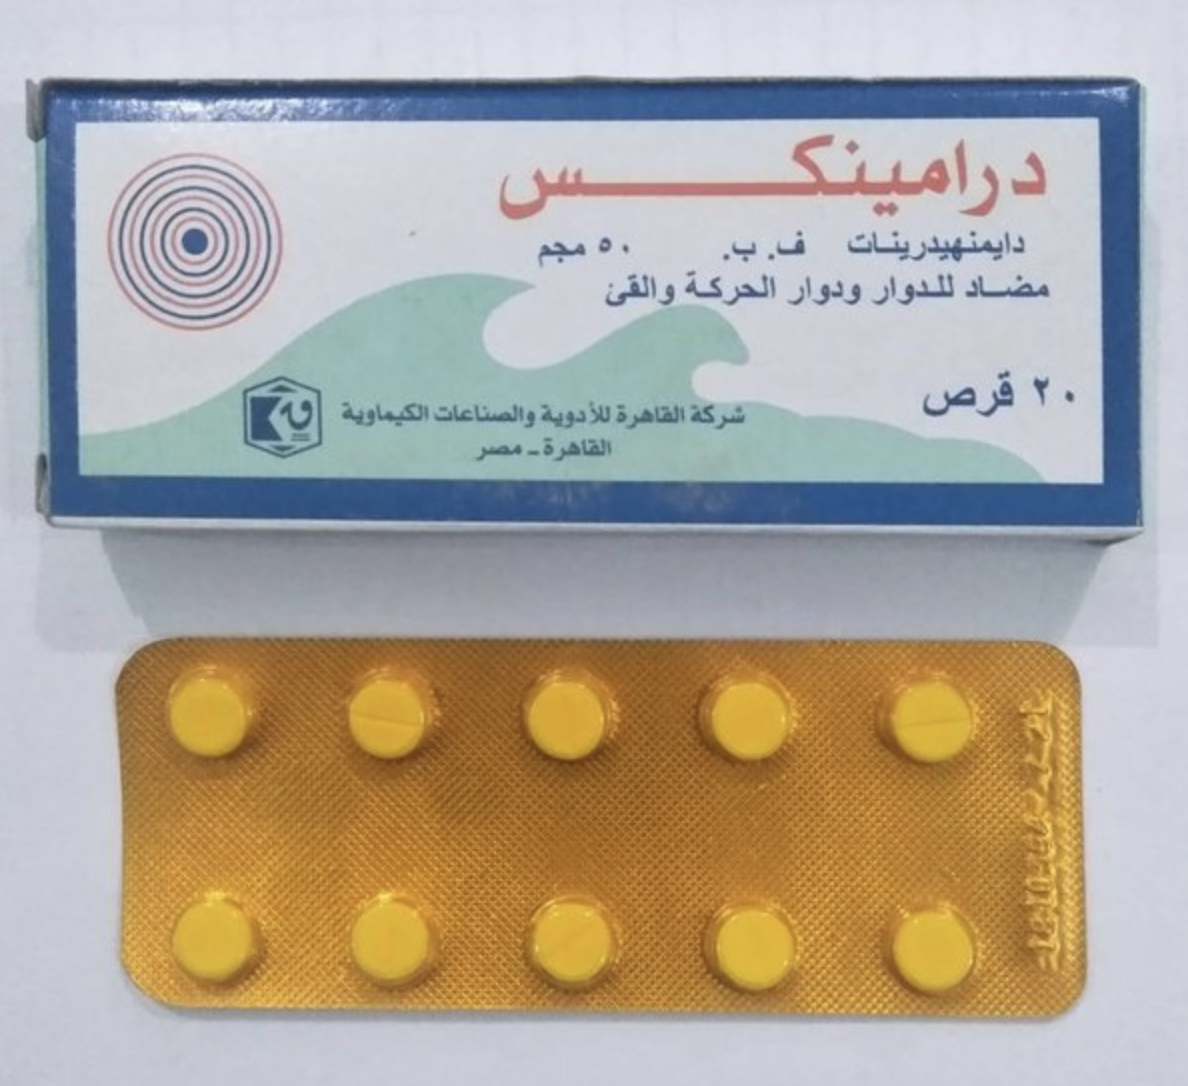 درامينكس
دايمنهيدرينات ف. ب. ٥٠ مجم
مضاد للدوار ودوار الحركة والقئ
٢٠ قرص
شركة القاهرة للأدوية والصناعات الكيماوية
القاهرة - مصر